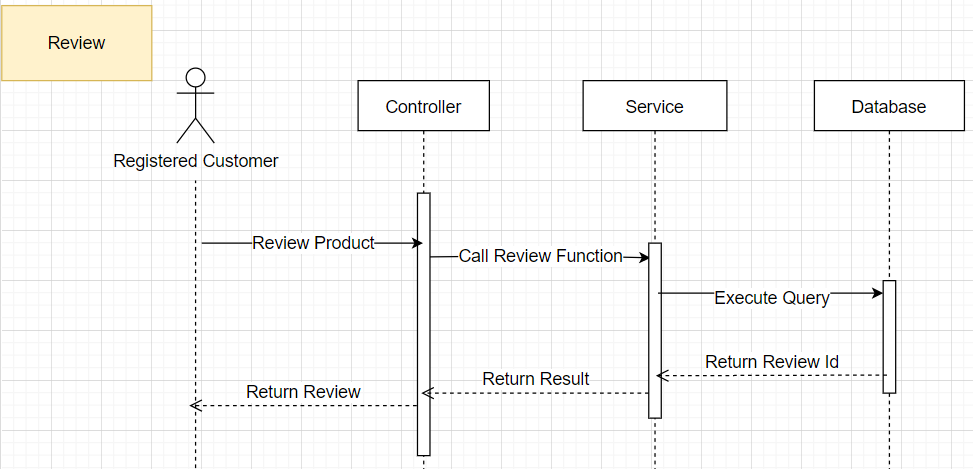 Review
Controller
Service
Database
Registered Customer
Review Product
Call Review Function
Execute Query
Return Review Id
Return Result
Return Review